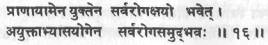 प्राणायामेन युक्तेन सर्वरोगक्षयो भवेत् ।
अयुक्ताभ्यासयोगेन सर्वरोगसमुद्भवः ॥ १६ ॥